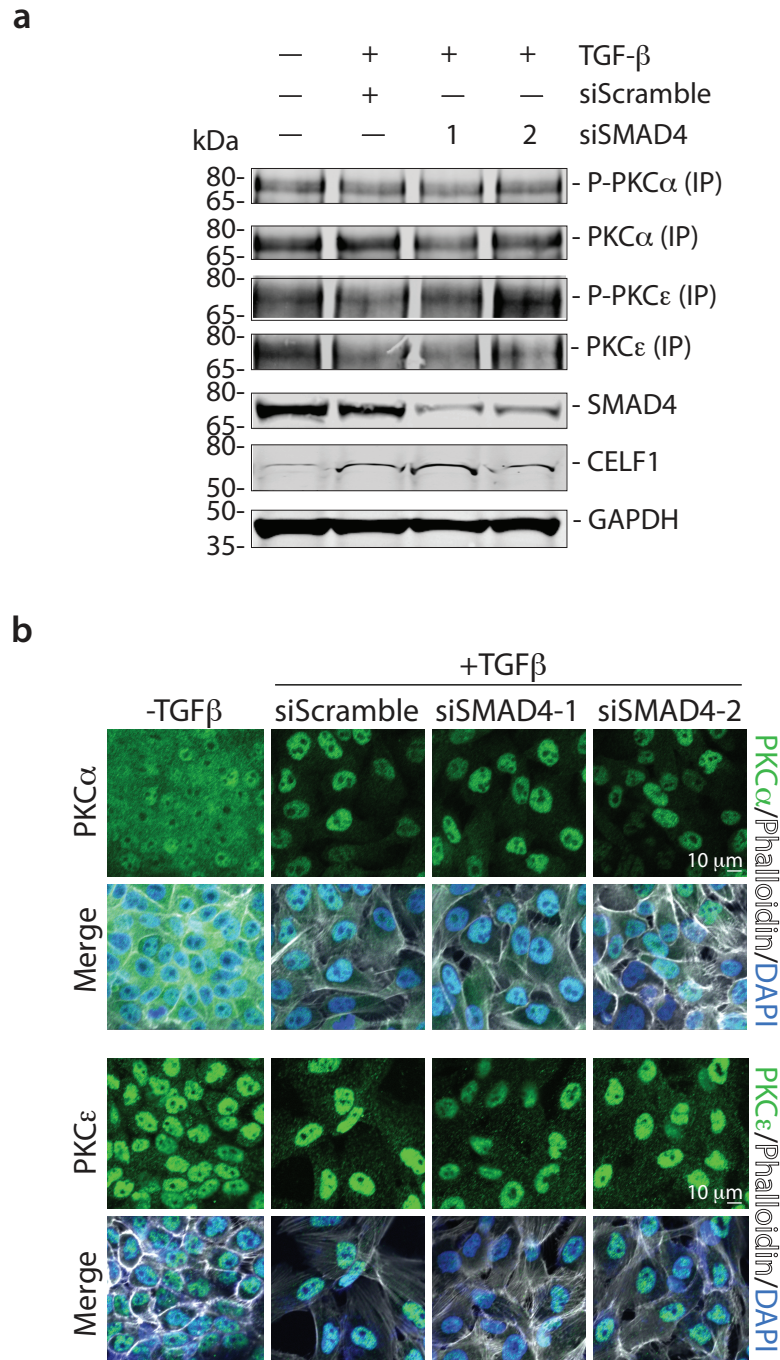 a
— + + + TGF-β
— + — — siScramble
— — 1 2 siSMAD4
kDa
80-
65-
- P-PKCα (IP)
80-
65-
- PKCα (IP)
80-
65-
- P-PKCε (IP)
80-
65-
- PKCε (IP)
80-
65-
- SMAD4
80-
50-
- CELF1
50-
35-
- GAPDH
b
+TGFβ
-TGFβ siScramble siSMAD4-1 siSMAD4-2
PKCα
10 µm
Merge
PKCα/Phalloidin/DAPI
PKCε
10 µm
Merge
PKCε/Phalloidin/DAPI